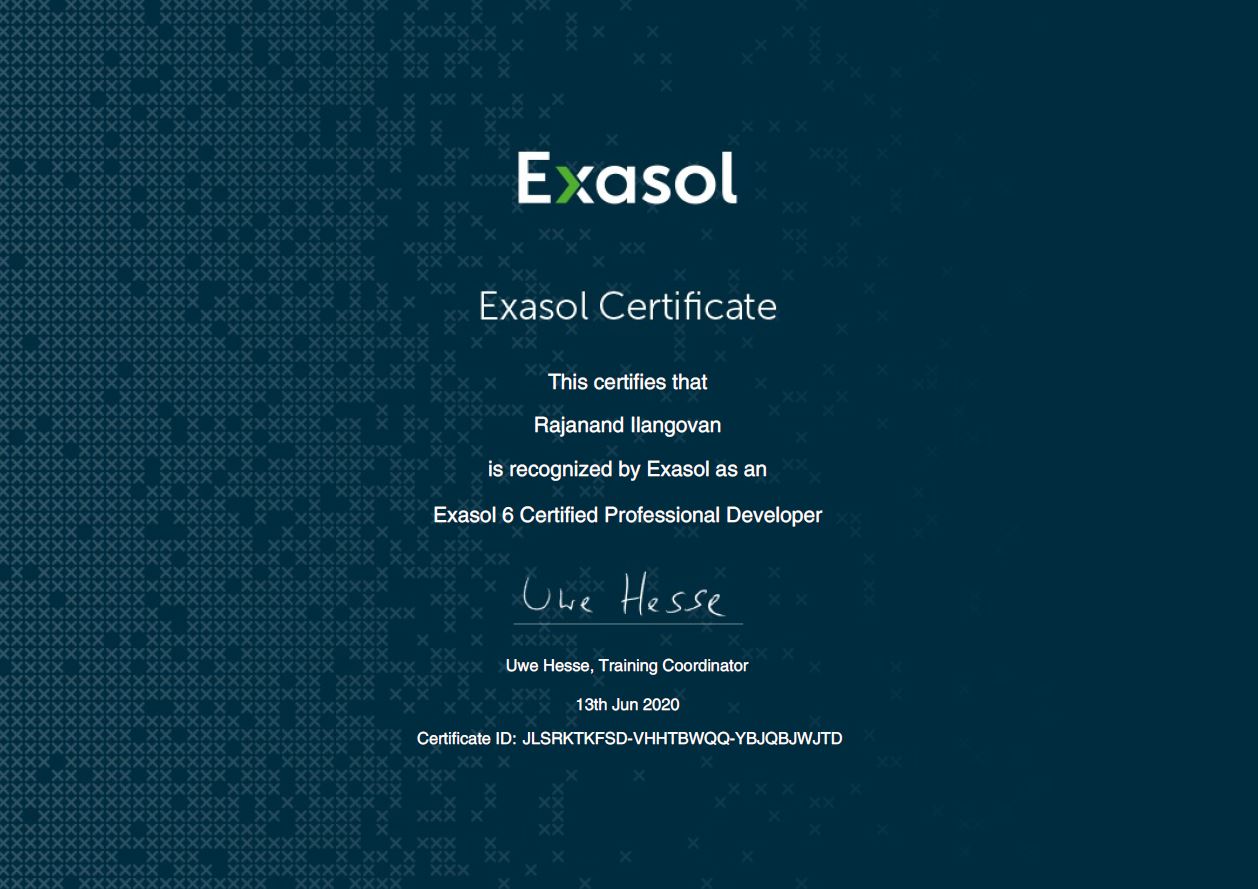 Exasol
Exasol Certificate
This certifies that
Rajanand Ilangovan
is recognized by Exasol as an
Exasol 6 Certified Professional Developer
Uwe Hesse
Uwe Hesse, Training Coordinator
13th Jun 2020
Certificate ID: JLSRKTKFSD-VHHTBWQQ-YBJQBJWJTD